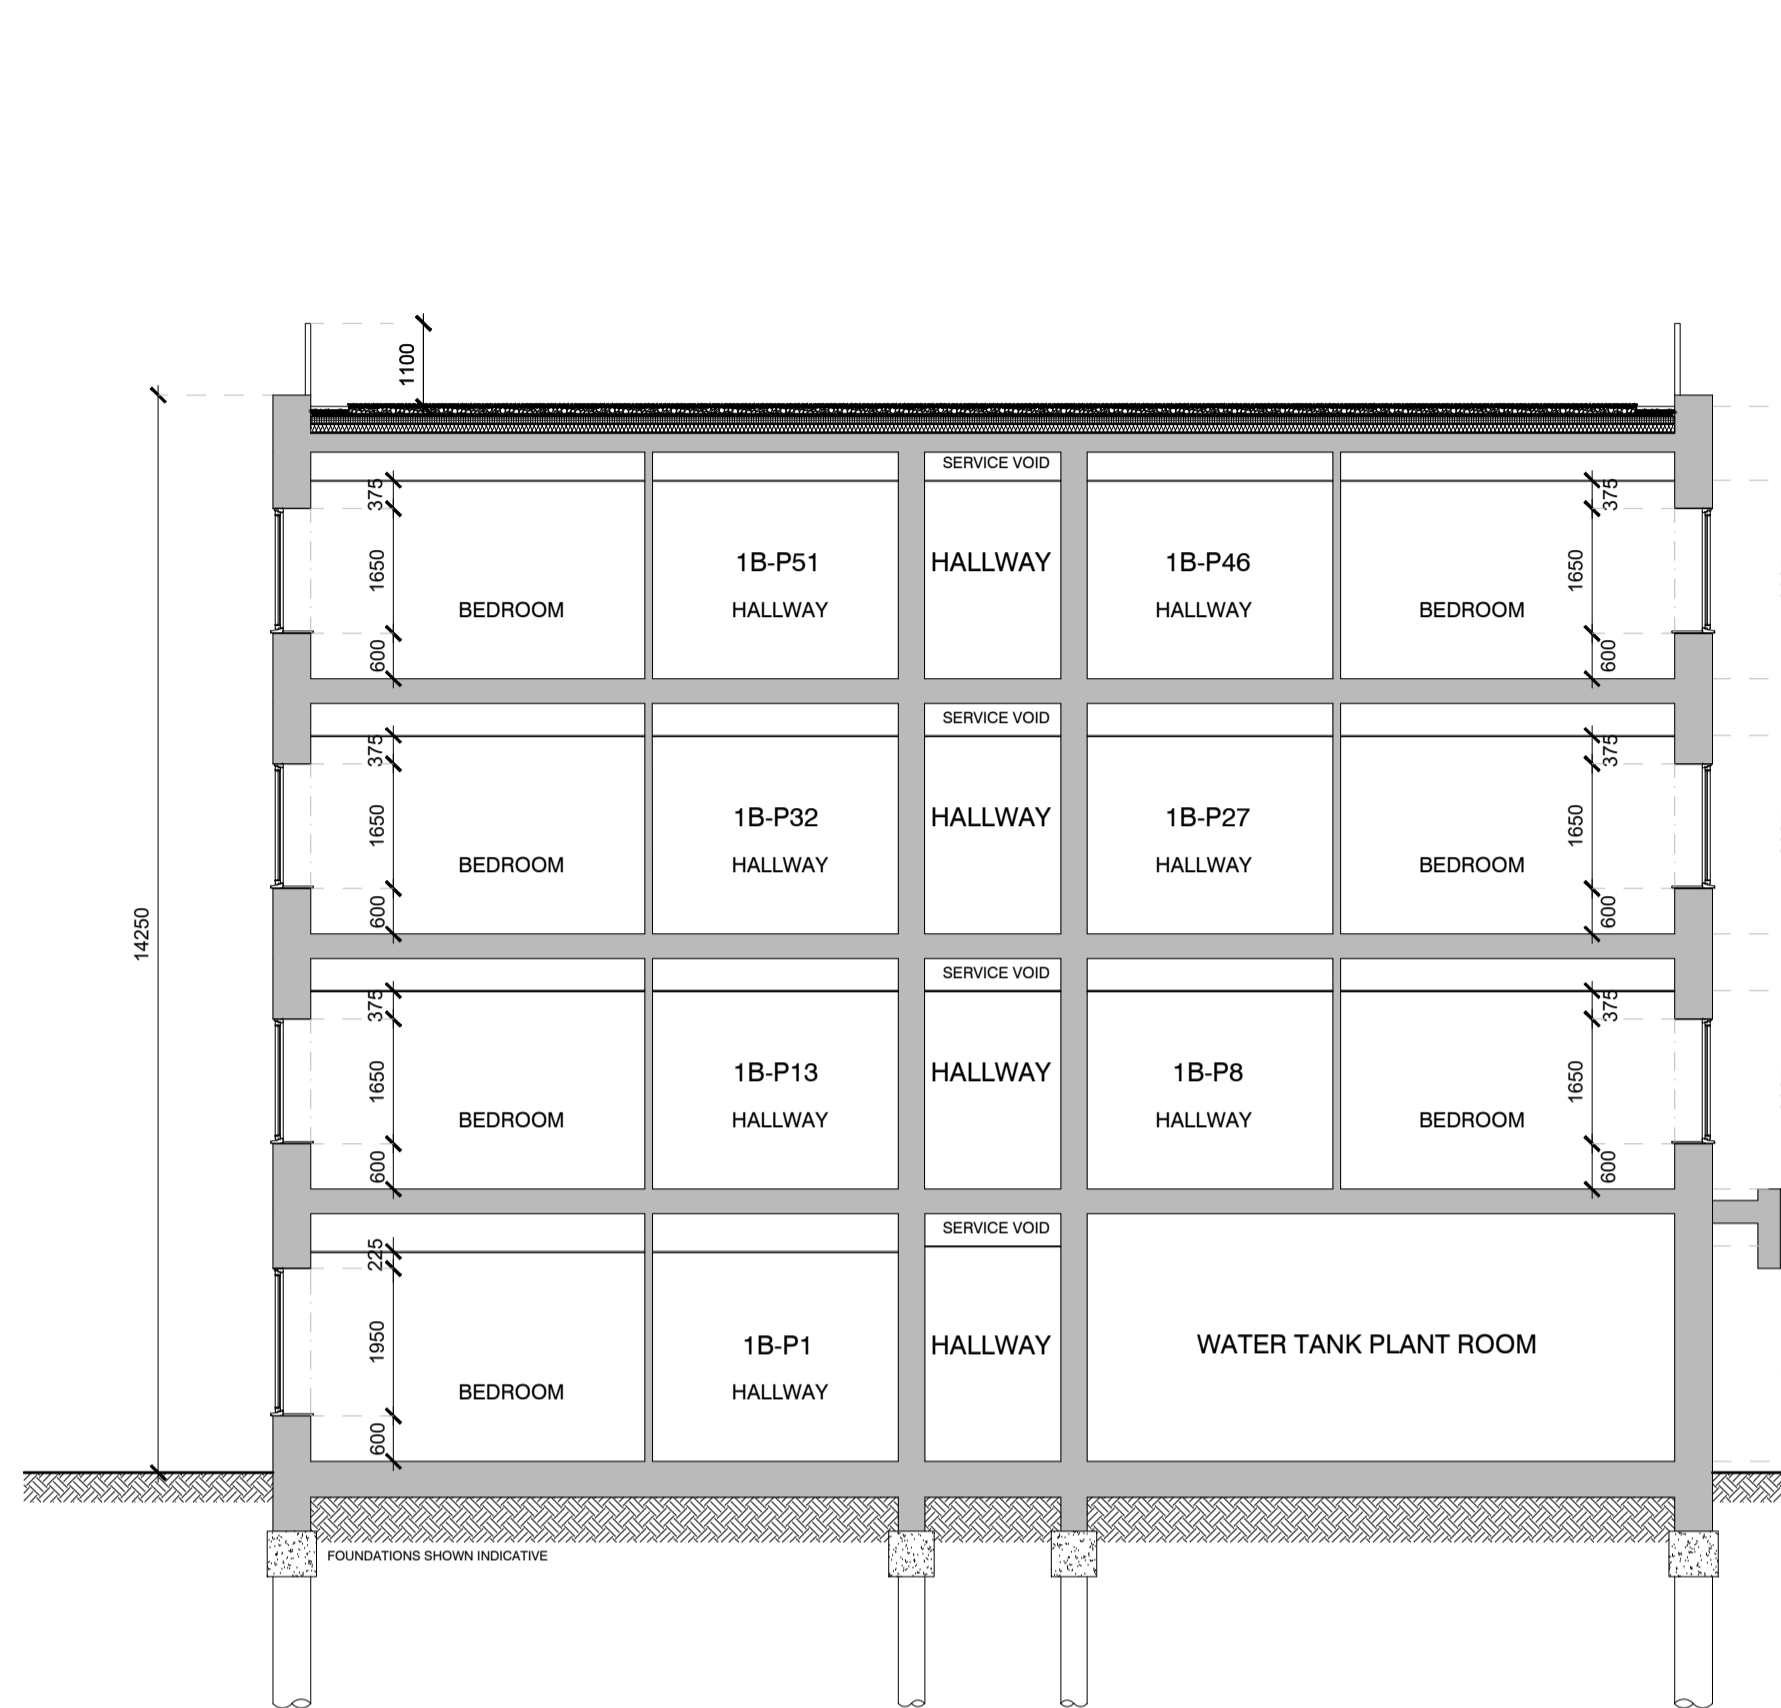 1100
SERVICE VOID
375
375
1B-P51
HALLWAY
1B-P46
1650
1650
BEDROOM
HALLWAY
HALLWAY
BEDROOM
600
600
SERVICE VOID
375
375
1B-P32
HALLWAY
1B-P27
1650
1650
BEDROOM
HALLWAY
HALLWAY
BEDROOM
600
600
14250
SERVICE VOID
375
375
1B-P13
HALLWAY
1B-P8
1650
1650
BEDROOM
HALLWAY
HALLWAY
BEDROOM
600
600
SERVICE VOID
225
1950
1B-P1
HALLWAY
WATER TANK PLANT ROOM
BEDROOM
HALLWAY
600
FOUNDATIONS SHOWN INDICATIVE